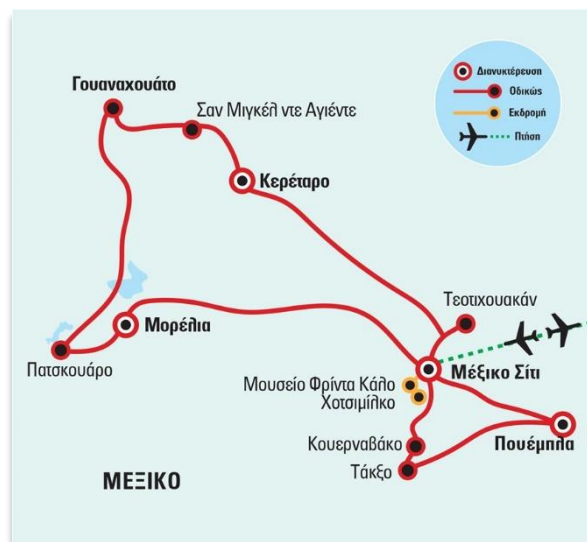 Γουαναχουάτο
Σαν Μιγκέλ ντε Αγιέντε
Κερέταρο
Διανυκτέρευση
Οδικώς
Εκδρομή
Πτήση
Τεοτιχουακάν
Μορέλια
Πατσκουάρο
Μέξικο Σίτι
Μουσείο Φρίντα Κάλο
Χοτσιμίλκο
Κουερναβάκο
Τάκξο
Πουέμπλα
ΜΕΞΙΚΟ